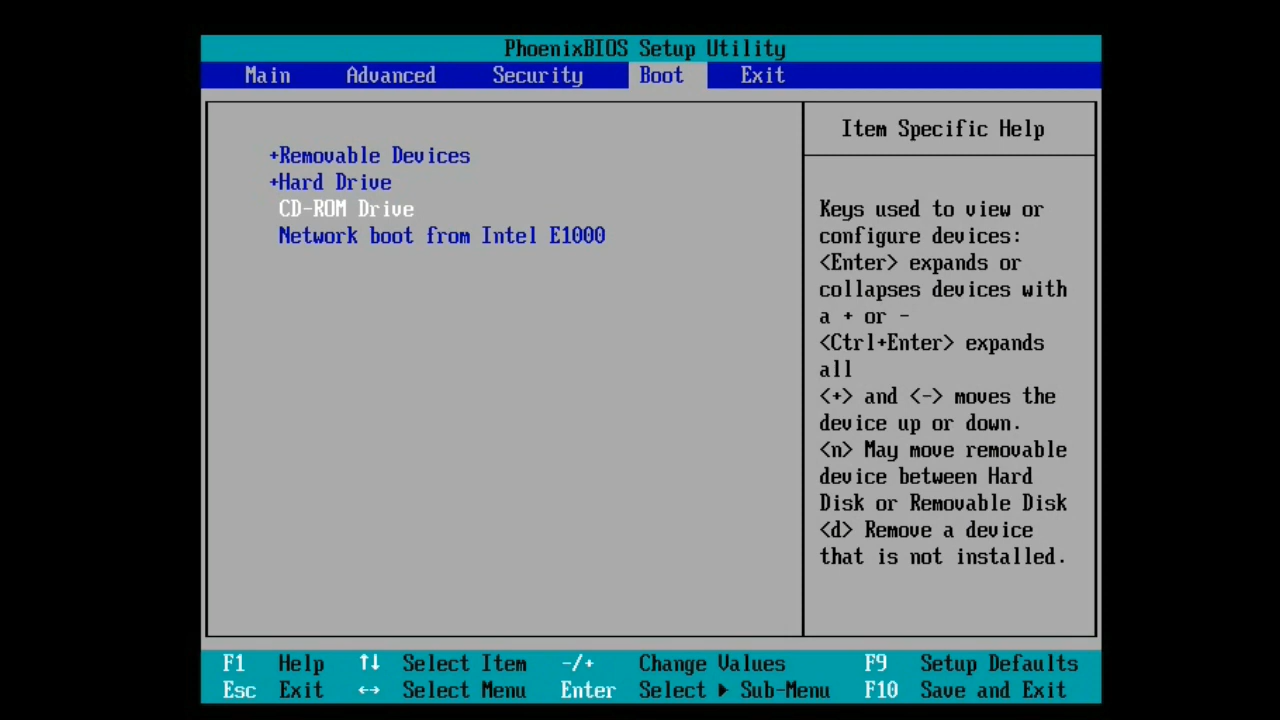 PhoenixBIOS Setup Utility
Main Advanced Security Boot Exit
+Removable Devices
+Hard Drive
CD-ROM Drive
Network boot from Intel E1000
Item Specific Help
Keys used to view or
configure devices:
<Enter> expands or
collapses devices with
a + or -
<Ctrl+Enter> expands
all
<+> and <-> moves the
device up or down.
<n> May move removable
device between Hard
Disk or Removable Disk
<d> Remove a device
that is not installed.
F1 Help ↑↓ Select Item -/+ Change Values F9 Setup Defaults
Esc Exit ↔ Select Menu Enter Select ▶ Sub-Menu F10 Save and Exit